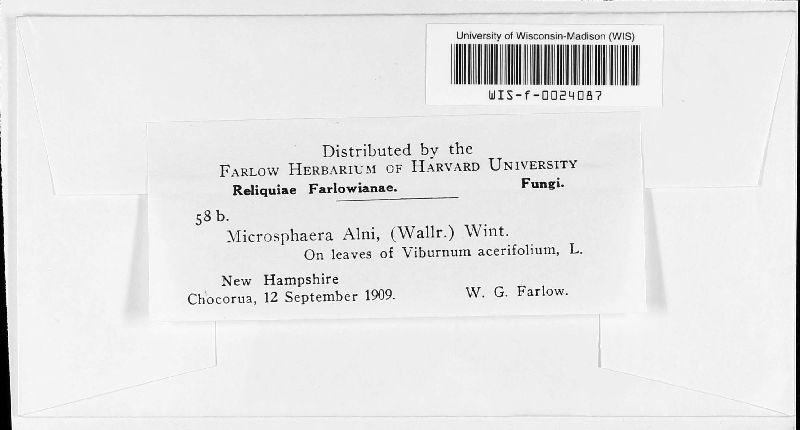 University of Wisconsin-Madison (WIS)
WIS-f-0024087
Distributed by the
FARLOW HERBARIUM OF HARVARD UNIVERSITY
Reliquiae Farlowianae. Fungi.
58 b.
Microsphaera Alni, (Wallr.) Wint.
On leaves of Viburnum acerifolium, L.
New Hampshire
Chocorua, 12 September 1909. W. G. Farlow.